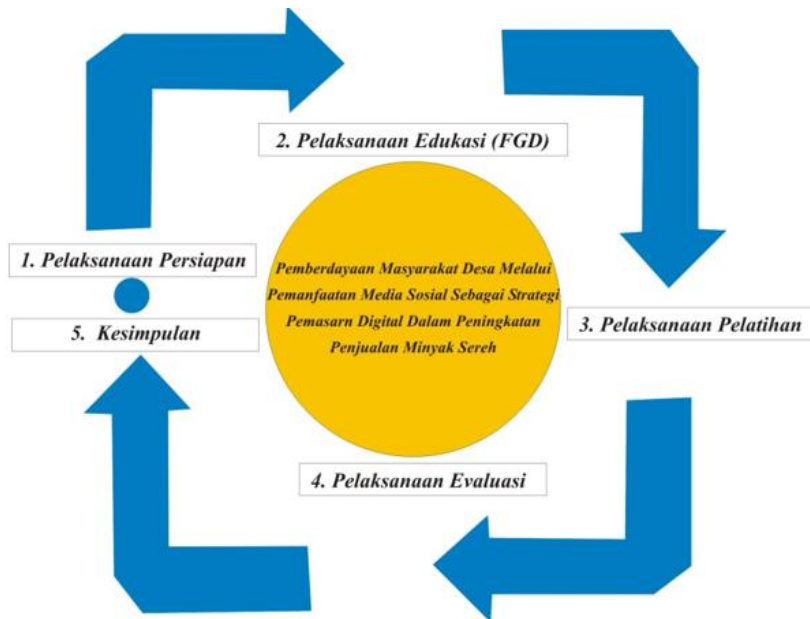 2. Pelaksanaan Edukasi (FGD)
1. Pelaksanaan Persiapan
Pemberdayaan Masyarakat Desa Melalui
Pemanfaatan Media Sosial Sebagai Strategi
Pemasarn Digital Dalam Peningkatan
Penjualan Minyak Sereh
5. Kesimpulan
3. Pelaksanaan Pelatihan
4. Pelaksanaan Evaluasi